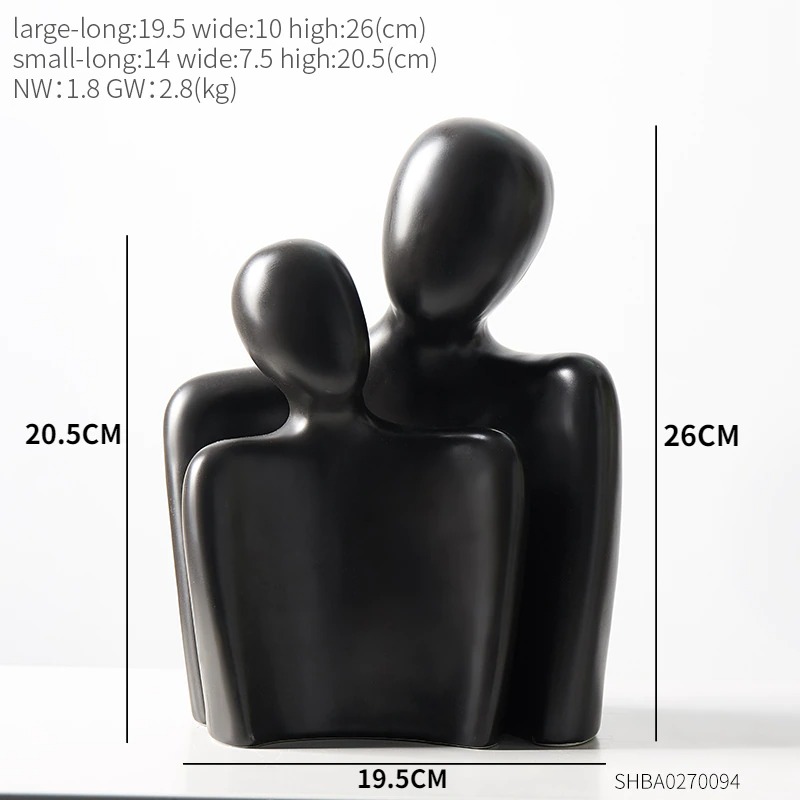 large-long:19.5 wide:10 high:26(cm)
small-long:14 wide:7.5 high:20.5(cm)
NW：1.8 GW：2.8(kg)
20.5CM
26CM
19.5CM
SHBA0270094